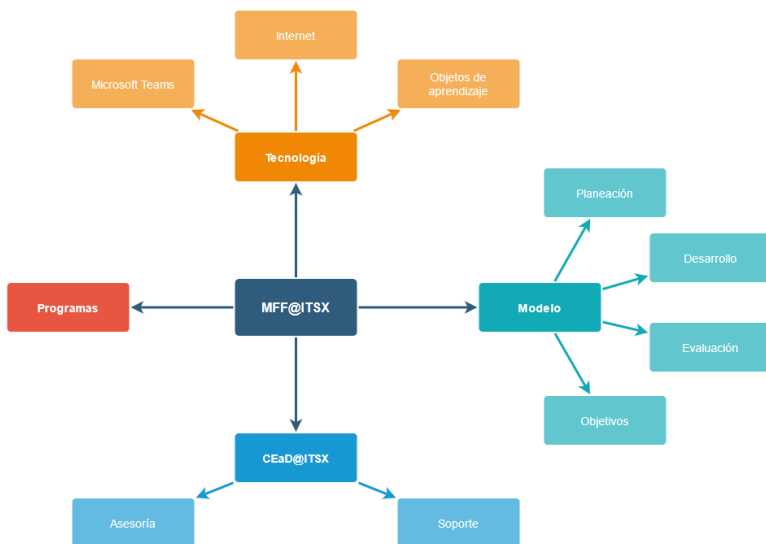 Internet
Microsoft Teams
Objetos de
aprendizaje
Tecnología
Planeación
Desarrollo
Programas
MFF@ITSX
Modelo
Evaluación
Objetivos
CEaD@ITSX
Asesoría
Soporte